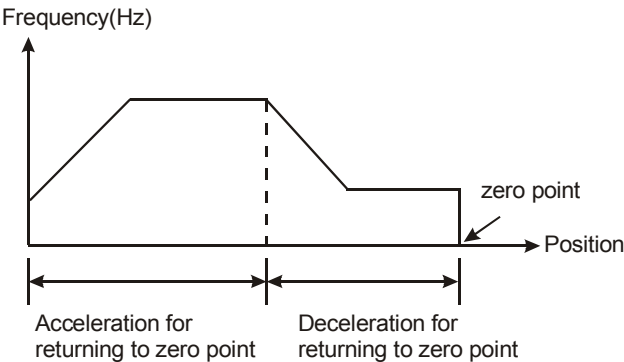 Frequency(Hz)
zero point
Position
Acceleration for
returning to zero point
Deceleration for
returning to zero point